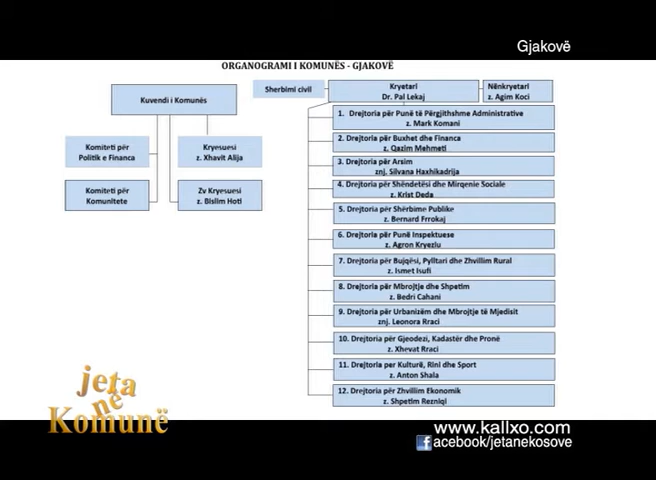 Gjakovë
ORGANOGRAMI I KOMUNËS - GJAKOVË
Kuvendi i Komunës
Komiteti për
Politik e Financa
Kryesuesi
z. Xhavit Alija
Komiteti për
Komunitete
Zv Kryesuesi
z. Bislim Hoti
Sherbimi civil
Kryetari
Dr. Pal Lekaj
Nënkryetari
z. Agim Koci
1. Drejtoria për Punë të Përgjithshme Administrative
z. Mark Komani
2. Drejtoria për Buxhet dhe Financa
z. Qazim Mehmeti
3. Drejtoria për Arsim
znj. Silvana Haxhikadrija
4. Drejtoria për Shëndetësi dhe Mirqenie Sociale
z. Krist Deda
5. Drejtoria për Shërbime Publike
z. Bernard Frrokaj
6. Drejtoria për Punë Inspektuese
z. Agron Kryeziu
7. Drejtoria për Bujqësi, Pylltari dhe Zhvillim Rural
z. Ismet Isufi
8. Drejtoria për Mbrojtje dhe Shpetim
z. Bedri Cahani
9. Drejtoria për Urbanizëm dhe Mbrojtje të Mjedisit
znj. Leonora Rraci
10. Drejtoria për Gjeodezi, Kadastër dhe Pronë
z. Xhevat Rraci
11. Drejtoria per Kulturë, Rini dhe Sport
z. Anton Shala
12. Drejtoria për Zhvillim Ekonomik
z. Shpetim Rezniqi
jeta
në
Komunë
www.kallxo.com
facebook/jetanekosove